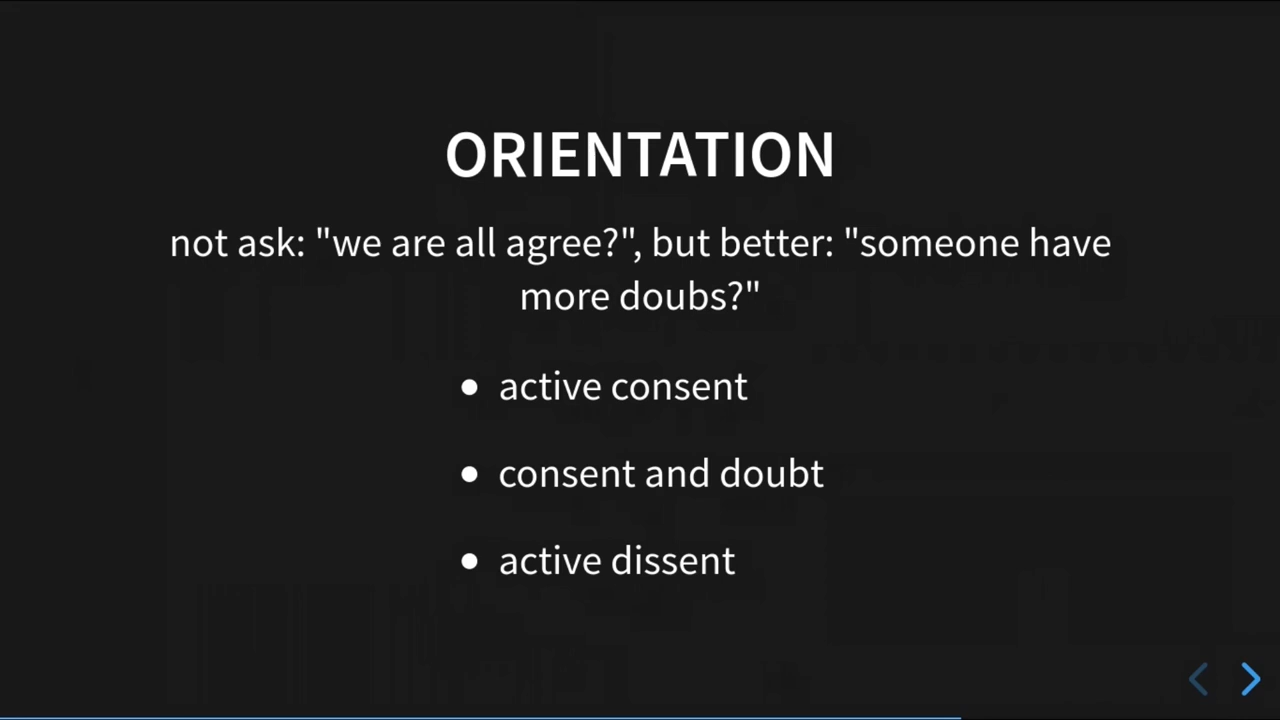 ORIENTATION
not ask: "we are all agree?", but better: "someone have
more doubs?"
• active consent
• consent and doubt
• active dissent